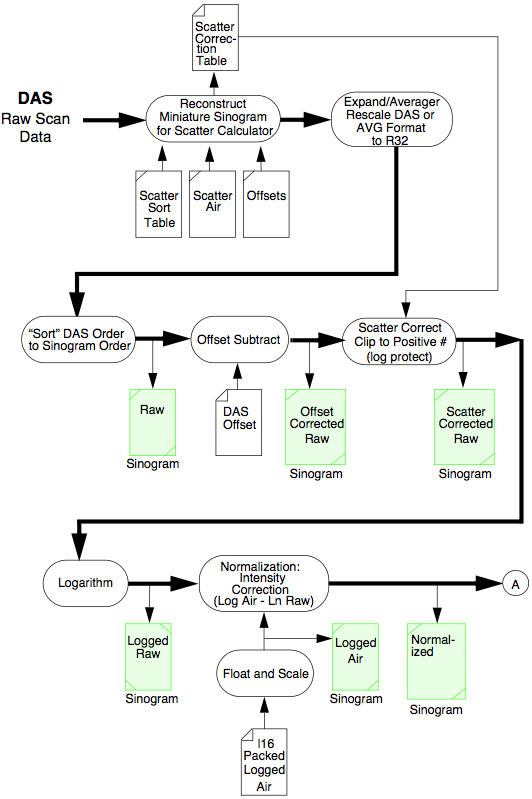 Scatter
Correc-
tion
Table
DAS
Raw Scan
Data
Reconstruct
Miniature Sinogram
for Scatter Calculator
Expand/Averager
Rescale DAS or
AVG Format
to R32
Scatter
Sort
Table
Scatter
Air
Offsets
“Sort” DAS Order
to Sinogram Order
Offset Subtract
Scatter Correct
Clip to Positive #
(log protect)
Raw
Sinogram
DAS
Offset
Offset
Corrected
Raw
Sinogram
Scatter
Corrected
Raw
Sinogram
Logarithm
Normalization:
Intensity
Correction
(Log Air - Ln Raw)
A
Logged
Raw
Sinogram
Float and Scale
Logged
Air
Sinogram
Normal-
ized
Sinogram
I16
Packed
Logged
Air